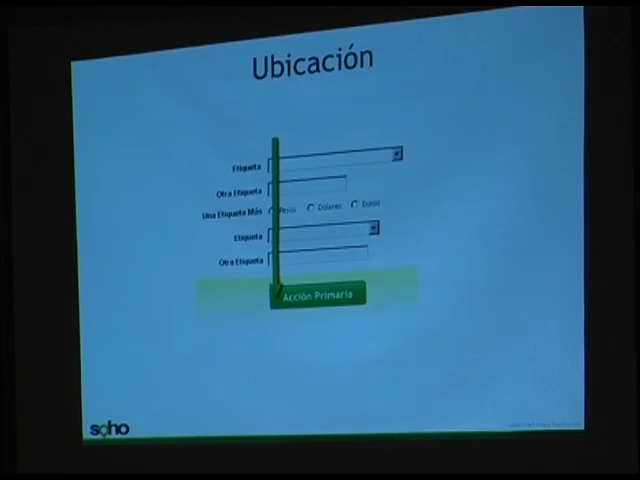 Ubicación
Etiqueta
Otra Etiqueta
Una Etiqueta Más Pesos Dólares Euros
Etiqueta
Otra Etiqueta
Acción Primaria
soho